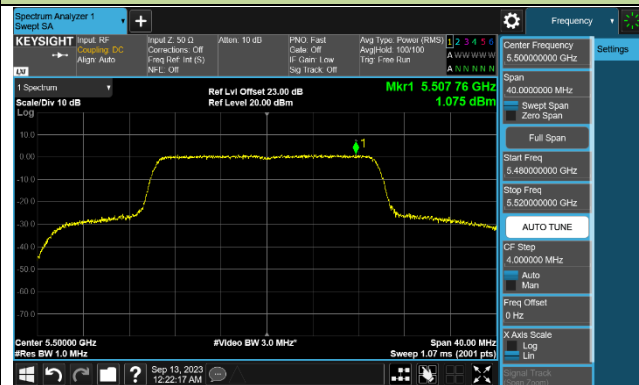 Spectrum Analyzer 1
Swept SA
+
Frequency
KEYSIGHT
Input: RF
Coupling: DC
Align: Auto
Input Z: 50 Ω
Corrections: Off
Freq Ref: Int (S)
NFE: Off
Atten: 10 dB
PNO: Fast
Gate: Off
IF Gain: Low
Sig Track: Off
Avg Type: Power (RMS)
Avg|Hold: 100/100
Trig: Free Run
1 2 3 4 5 6
A W W W W W
A N N N N N
LXI
1 Spectrum
Scale/Div 10 dB
Log
Ref Lvl Offset 23.00 dB
Ref Level 20.00 dBm
Mkr1 5.507 76 GHz
1.075 dBm
1
10.0
0.00
-10.0
-20.0
-30.0
-40.0
-50.0
-60.0
-70.0
Center 5.50000 GHz
#Res BW 1.0 MHz
#Video BW 3.0 MHz*
Span 40.00 MHz
Sweep 1.07 ms (2001 pts)
Sep 13, 2023
12:22:17 AM
?
Center Frequency
5.500000000 GHz
Settings
Span
40.0000000 MHz
Swept Span
Zero Span
Full Span
Start Freq
5.480000000 GHz
Stop Freq
5.520000000 GHz
AUTO TUNE
CF Step
4.000000 MHz
Auto
Man
Freq Offset
0 Hz
X Axis Scale
Log
Lin
Signal Track
(Span Zoom)